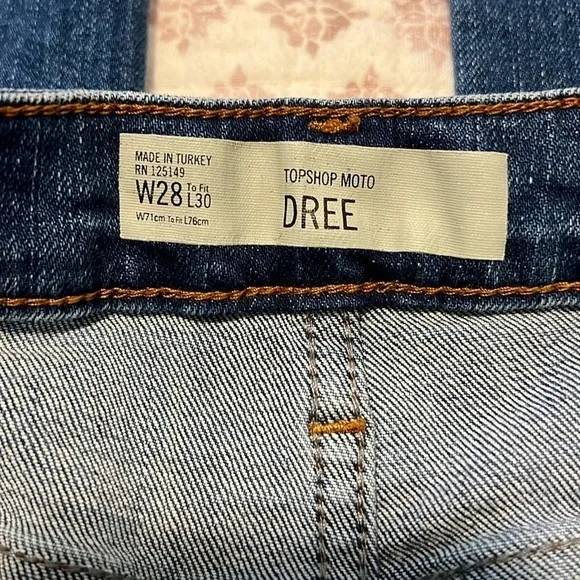 MADE IN TURKEY
RN 125149
W28 To Fit L30
W71cm To Fit L76cm
TOPSHOP MOTO
DREE